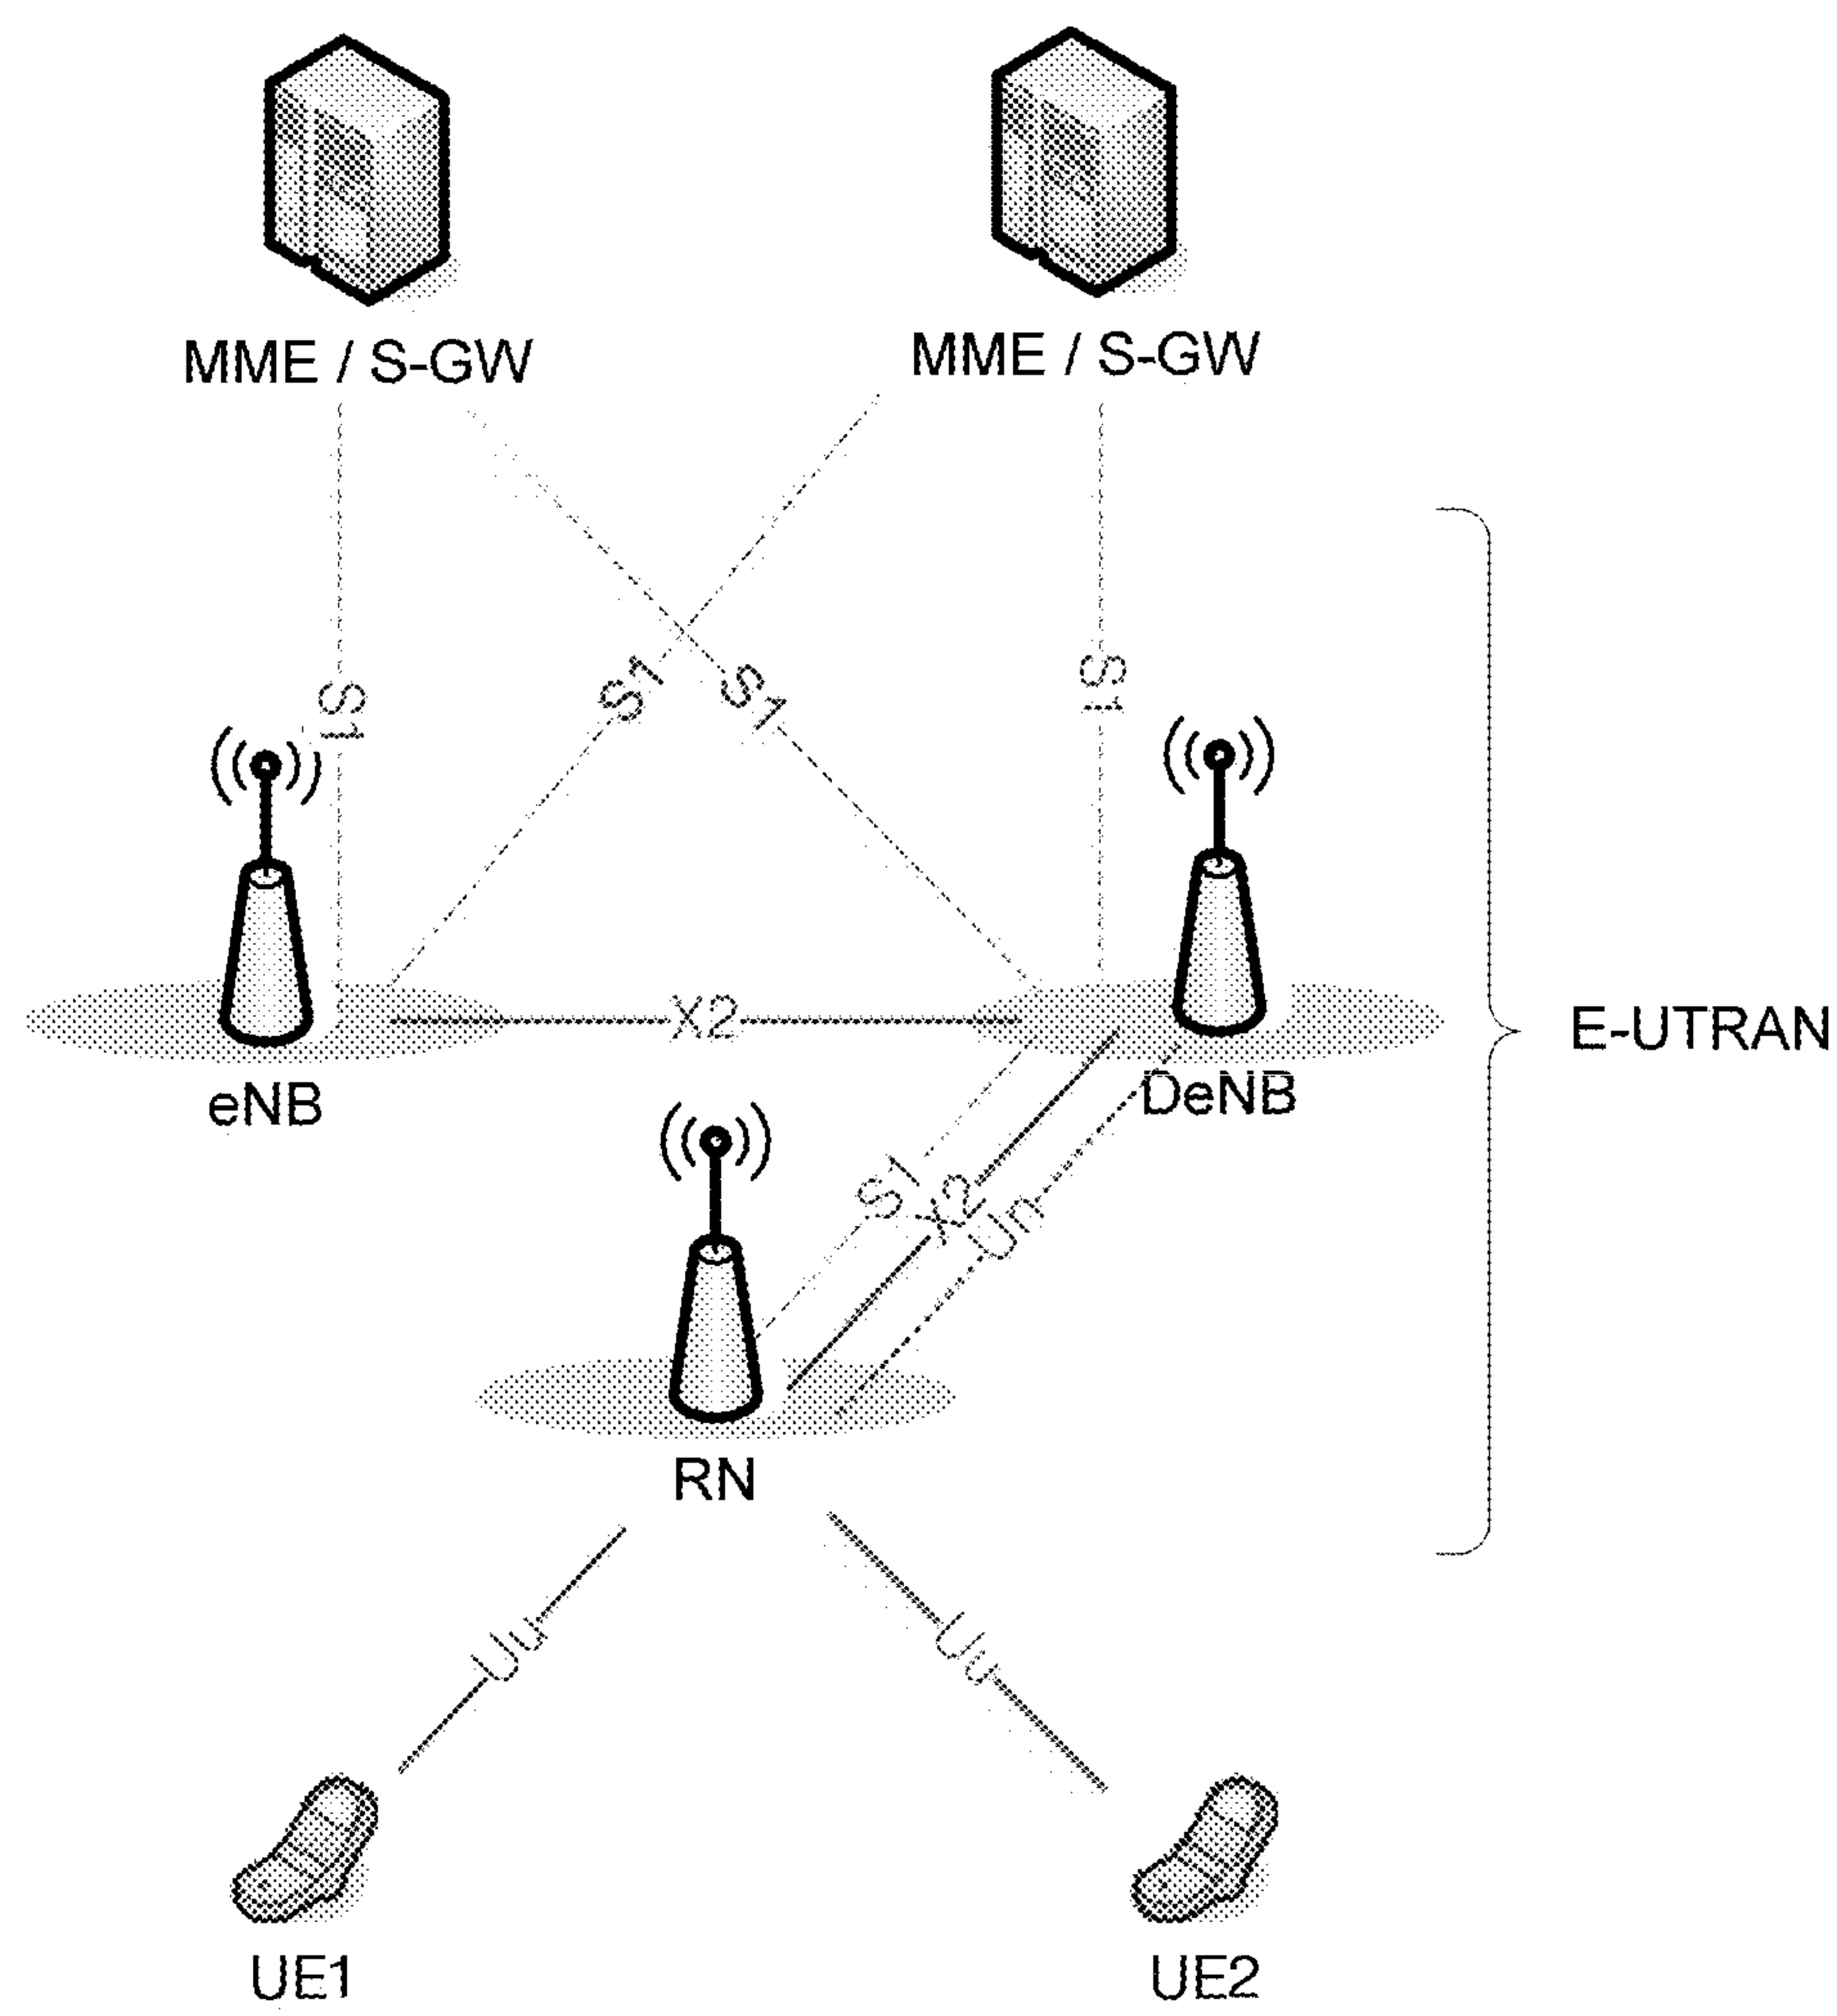 MME / S-GW
MME / S-GW
S1
S1
S1
S1
X2
E-UTRAN
eNB
DeNB
S1
X2
Un
RN
Uu
Uu
UE1
UE2